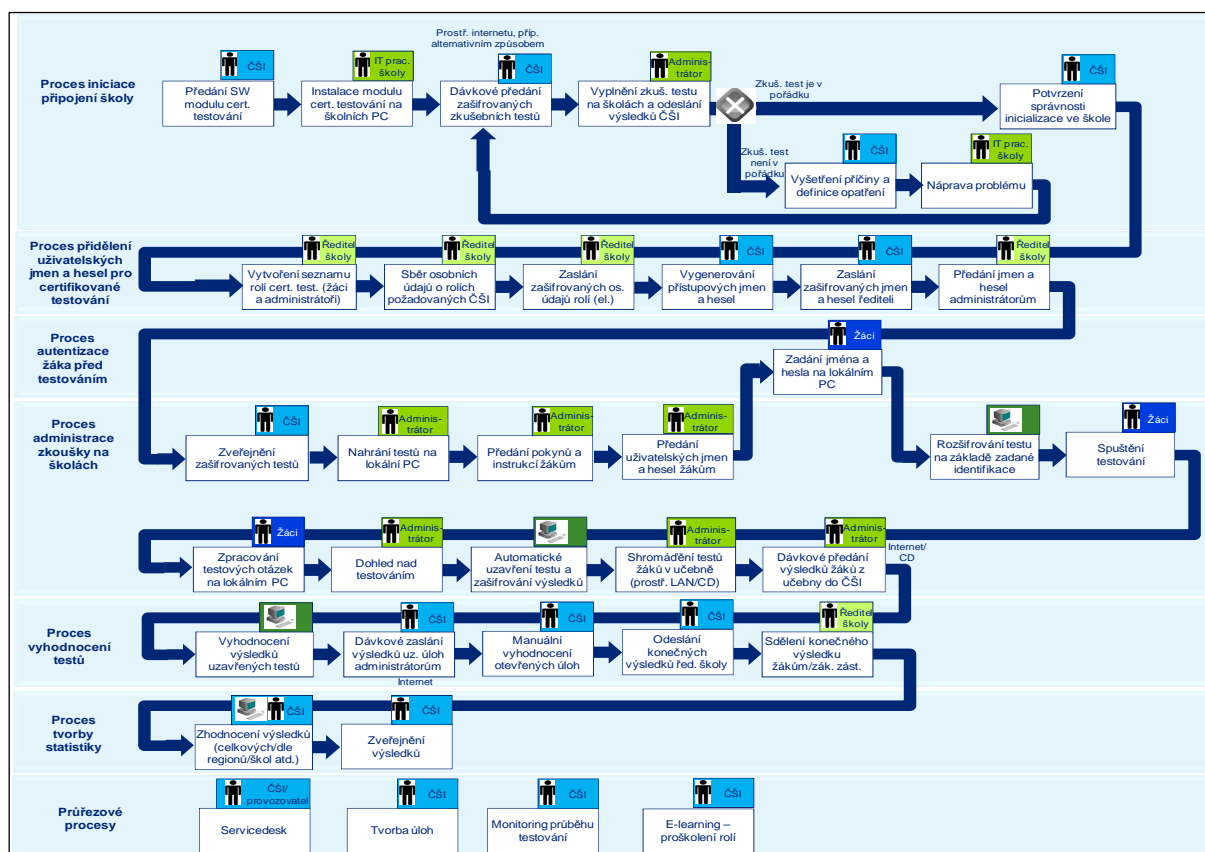 Proces iniciace
připojení školy
Prostř. internetu, příp.
alternativním způsobem
ČŠI
Předání SW
modulu cert.
testování
IT prac.
školy
Instalace modulu
cert. testování na
školních PC
ČŠI
Dávkové předání
zašifrovaných
zkušebních testů
Adminis-
trátor
Vyplnění zkuš. testu
na školách a odeslání
výsledků ČŠI
Zkuš. test je v
pořádku
ČŠI
Potvrzení
správnosti
inicializace ve škole
Zkuš. test
není v
pořádku
ČŠI
Vyšetření příčiny a
definice opatření
IT prac.
školy
Náprava problému
Proces přidělení
uživatelských
jmen a hesel pro
certifikované
testování
Ředitel
školy
Vytvoření seznamu
rolí cert. test. (žáci
a administrátoři)
Ředitel
školy
Sběr osobních
údajů o rolích
požadovaných ČŠI
Ředitel
školy
Zaslání
zašifrovaných os.
údajů rolí (el.)
ČŠI
Vygenerování
přístupových jmen a
hesel
ČŠI
Zaslání
zašifrovaných jmen
a hesel řediteli
Ředitel
školy
Předání jmen a
hesel
administrátorům
Proces
autentizace
žáka před
testováním
Žáci
Zadání jména a
hesla na lokálním
PC
Proces
administrace
zkoušky na
školách
ČŠI
Zveřejnění
zašifrovaných testů
Adminis-
trátor
Nahrání testů na
lokální PC
Adminis-
trátor
Předání pokynů a
instrukcí žákům
Adminis-
trátor
Předání
uživatelských jmen
a hesel žákům
Rozšifrování testu
na základě zadané
identifikace
Žáci
Spuštění
testování
Žáci
Zpracování
testových otázek
na lokálním PC
Adminis-
trátor
Dohled nad
testováním
Automatické
uzavření testu a
zašifrování výsledků
Adminis-
trátor
Shromáždění testů
žáků v učebně
(prostř. LAN/CD)
Adminis-
trátor
Dávkové předání
výsledků žáků z
učebny do ČŠI
Internet/
CD
Proces
vyhodnocení
testů
Vyhodnocení
výsledků
uzavřených testů
ČŠI
Dávkové zaslání
výsledků uz. úloh
administrátorům
Internet
ČŠI
Manuální
vyhodnocení
otevřených úloh
ČŠI
Odeslání
konečných
výsledků řed. školy
Ředitel
školy
Sdělení konečného
výsledku
žákům/zák. zást.
Proces
tvorby
statistiky
ČŠI
Zhodnocení výsledků
(celkových/dle
regionů/škol atd.)
ČŠI
Zveřejnění
výsledků
Průřezové
procesy
ČŠI/
provozovatel
Servicedesk
ČŠI
Tvorba úloh
ČŠI
Monitoring průběhu
testování
ČŠI
E-learning –
proškolení rolí